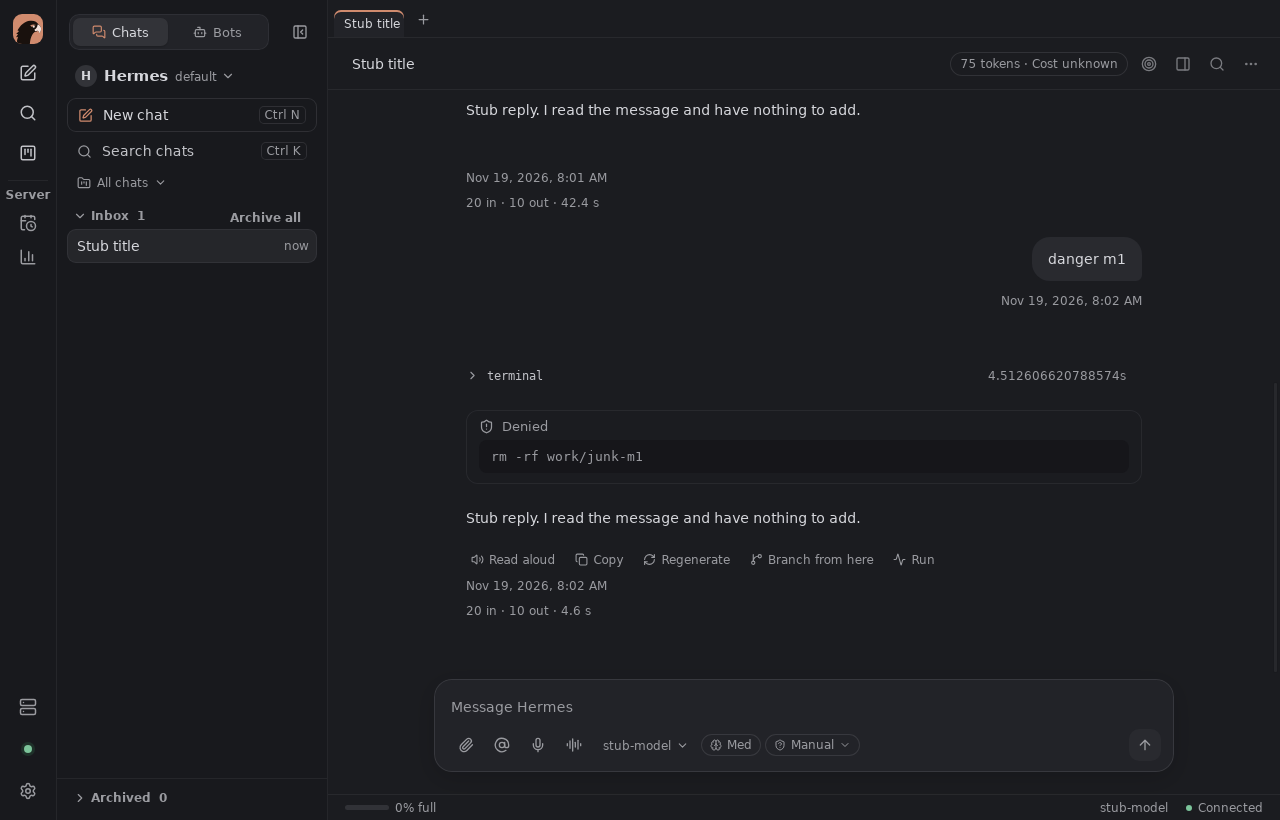 Chats
Bots
Server
H Hermes default
New chat Ctrl N
Search chats Ctrl K
All chats
Inbox 1 Archive all
Stub title now
Archived 0
Stub title
Stub title
75 tokens · Cost unknown
Stub reply. I read the message and have nothing to add.
Nov 19, 2026, 8:01 AM
20 in · 10 out · 42.4 s
danger m1
Nov 19, 2026, 8:02 AM
terminal 4.512606620788574s
Denied
rm -rf work/junk-m1
Stub reply. I read the message and have nothing to add.
Read aloud Copy Regenerate Branch from here Run
Nov 19, 2026, 8:02 AM
20 in · 10 out · 4.6 s
Message Hermes
stub-model Med Manual
0% full
stub-model Connected